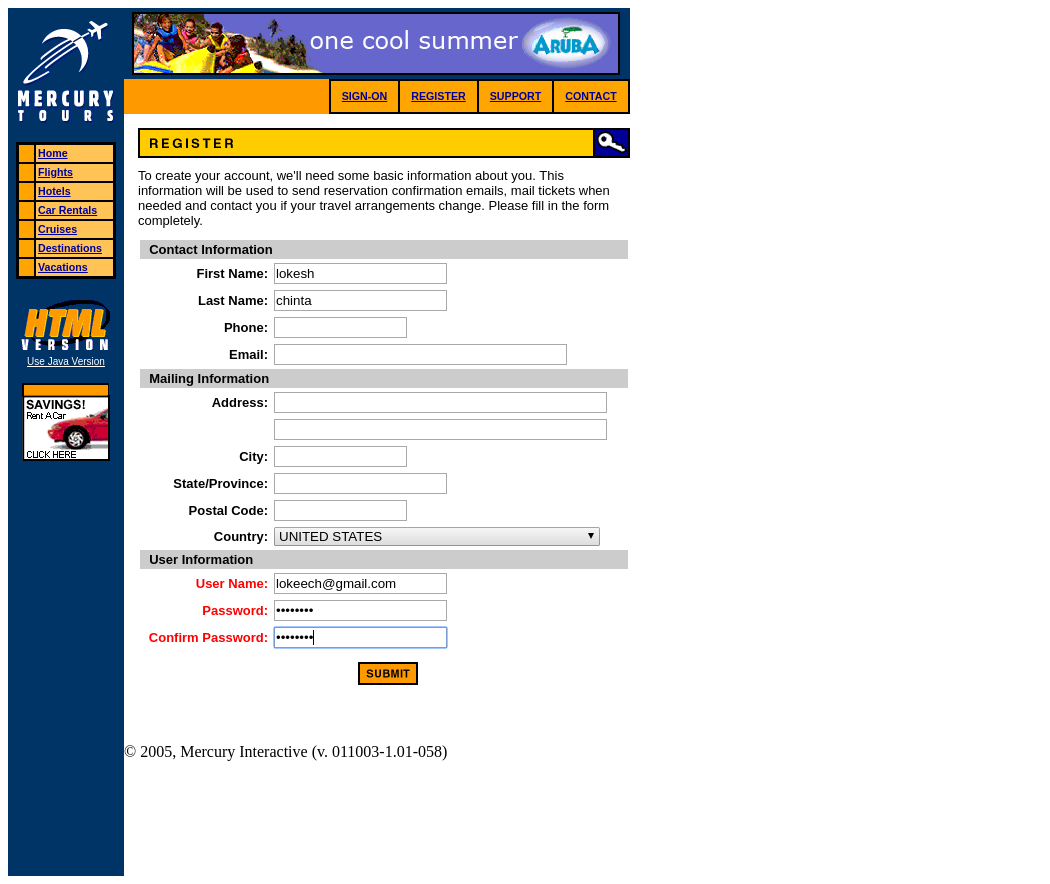 one cool summer ARUBA
MERCURY
TOURS
SIGN-ON REGISTER SUPPORT CONTACT
Home
Flights
Hotels
Car Rentals
Cruises
Destinations
Vacations
HTML
VERSION
Use Java Version
SAVINGS!
Rent A Car
CLICK HERE
REGISTER
To create your account, we'll need some basic information about you. This
information will be used to send reservation confirmation emails, mail tickets when
needed and contact you if your travel arrangements change. Please fill in the form
completely.
Contact Information
First Name: lokesh
Last Name: chinta
Phone:
Email:
Mailing Information
Address:
City:
State/Province:
Postal Code:
Country: UNITED STATES
User Information
User Name: lokeech@gmail.com
Password: ••••••••
Confirm Password: ••••••••
SUBMIT
© 2005, Mercury Interactive (v. 011003-1.01-058)